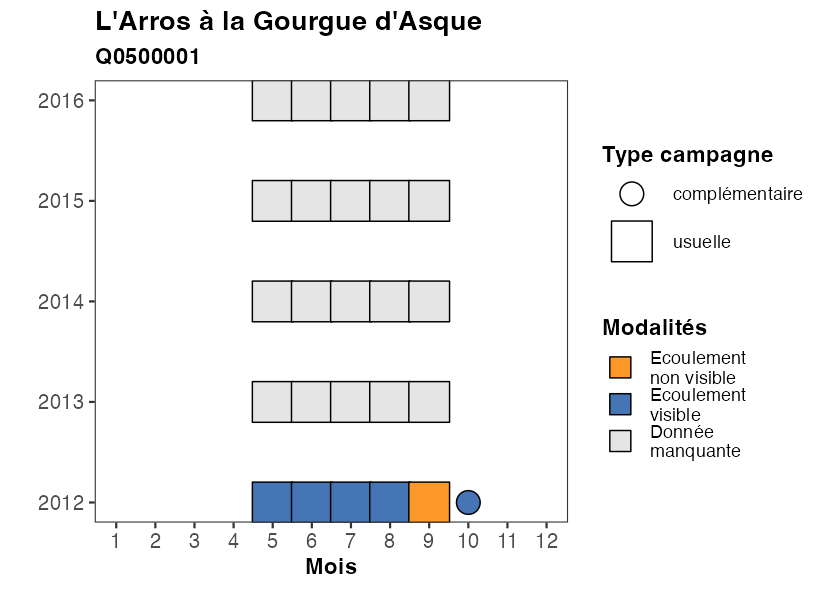 L'Arros à la Gourgue d'Asque
Q0500001
2016
2015
2014
2013
2012
1 2 3 4 5 6 7 8 9 10 11 12
Mois
Type campagne
complémentaire
usuelle
Modalités
Ecoulement
non visible
Ecoulement
visible
Donnée
manquante